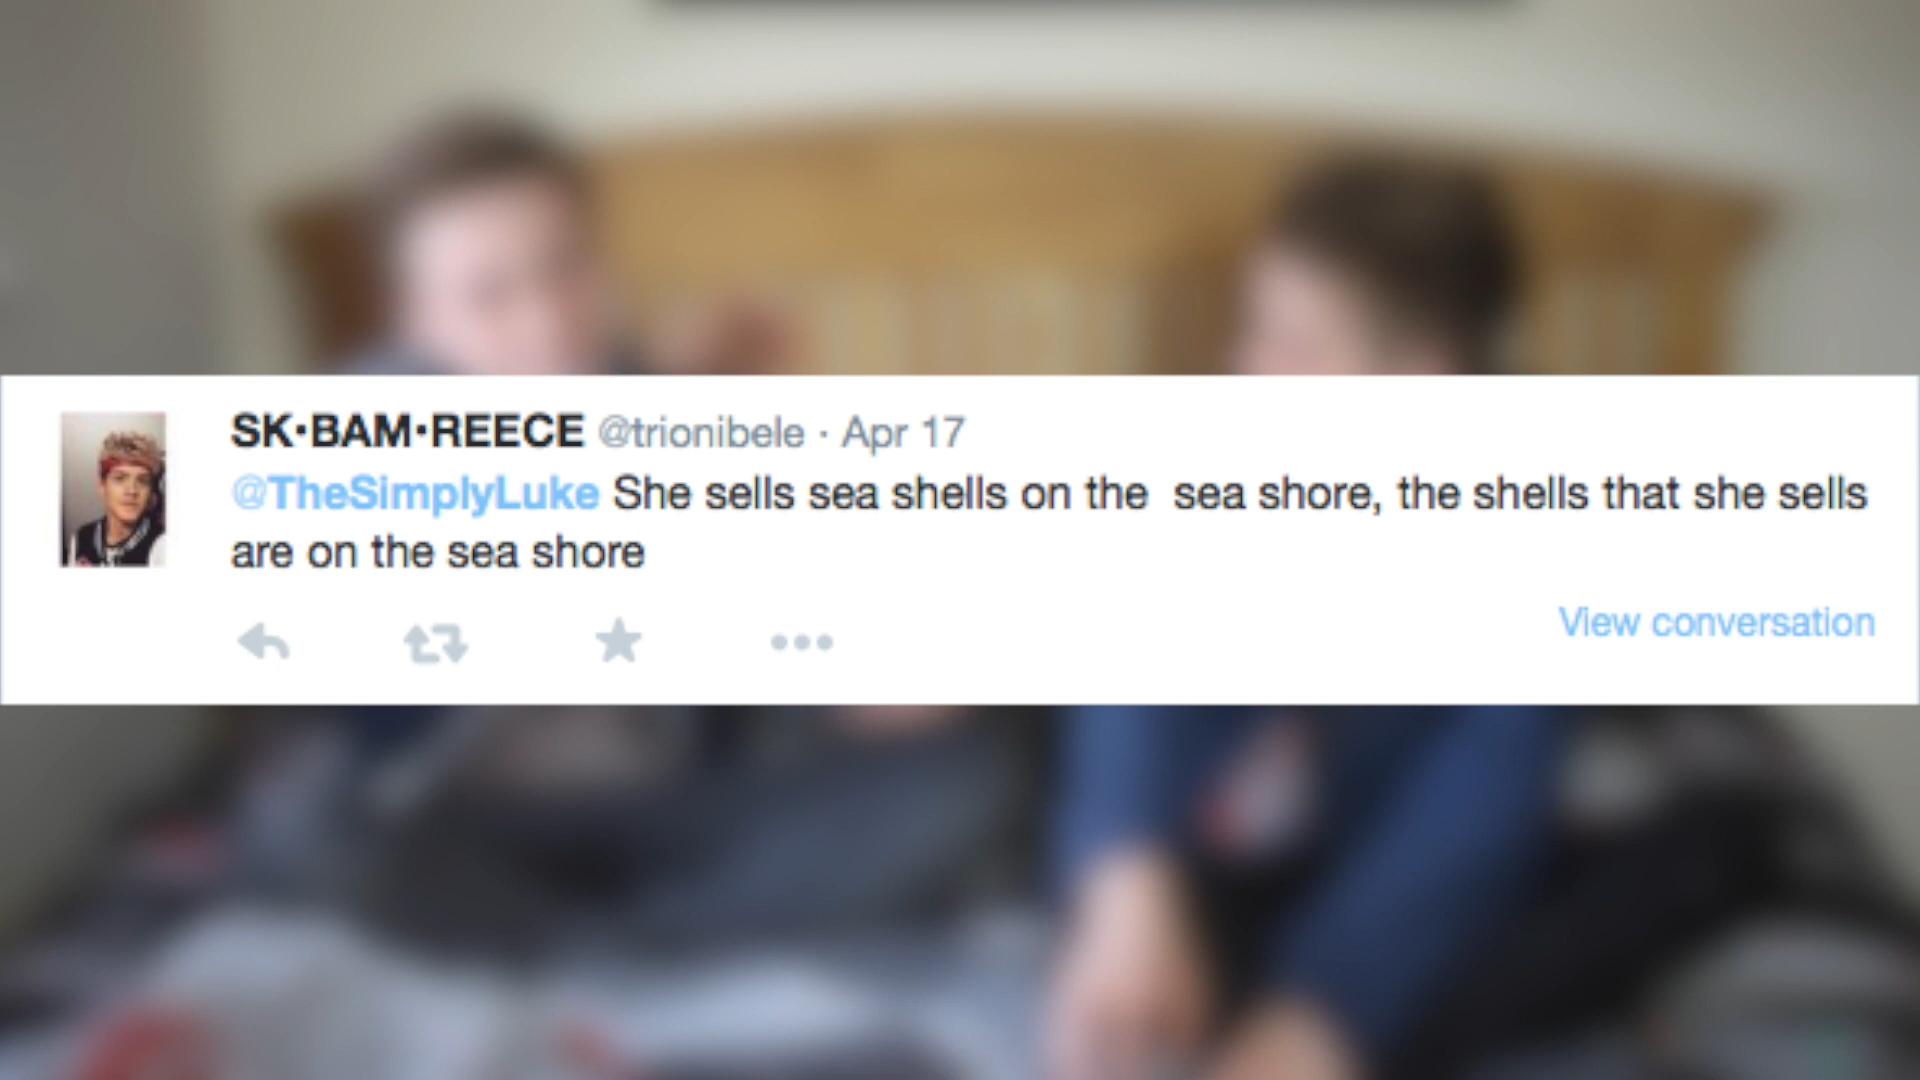 SK•BAM•REECE @trionibele · Apr 17
@TheSimplyLuke She sells sea shells on the  sea shore, the shells that she sells
are on the sea shore
View conversation